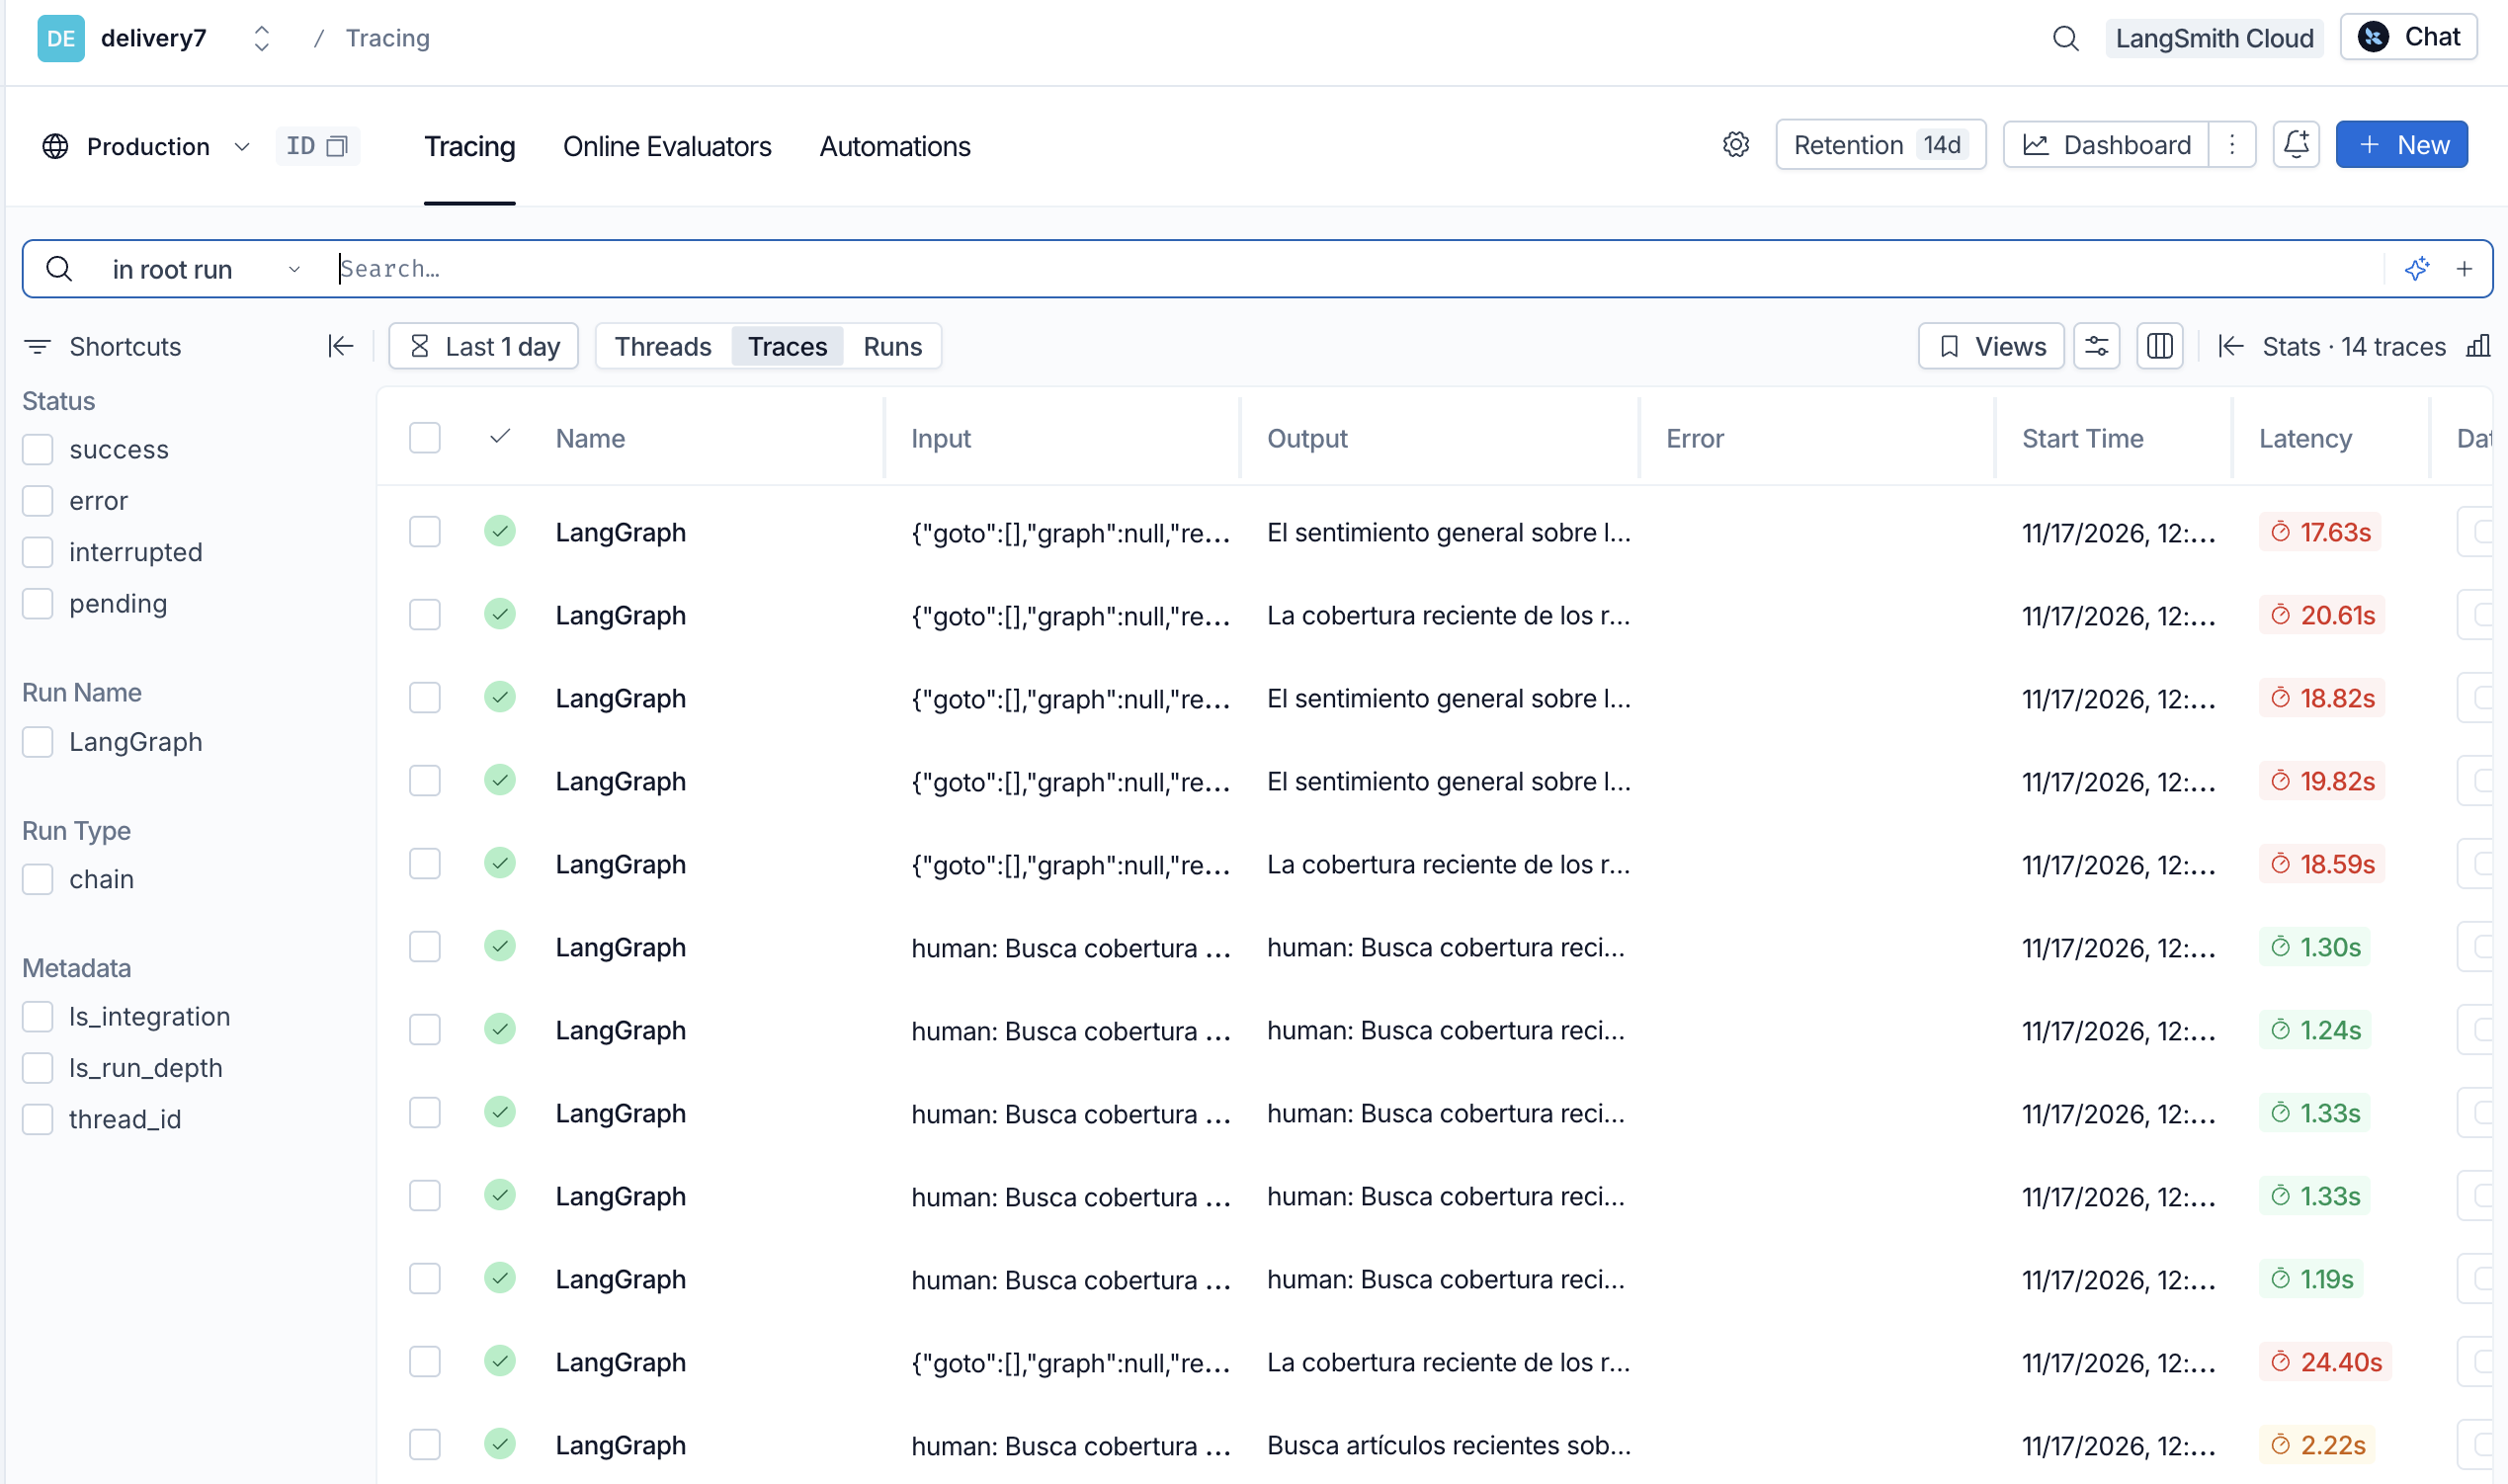 DE delivery7 / Tracing LangSmith Cloud Chat
Production ID Tracing Online Evaluators Automations Retention 14d Dashboard + New
in root run Search...
Shortcuts Last 1 day Threads Traces Runs Views Stats · 14 traces
Status
success
error
interrupted
pending
Run Name
LangGraph
Run Type
chain
Metadata
ls_integration
ls_run_depth
thread_id
Name Input Output Error Start Time Latency Dat
LangGraph {"goto":[],"graph":null,"re... El sentimiento general sobre l... 11/17/2026, 12:... 17.63s
LangGraph {"goto":[],"graph":null,"re... La cobertura reciente de los r... 11/17/2026, 12:... 20.61s
LangGraph {"goto":[],"graph":null,"re... El sentimiento general sobre l... 11/17/2026, 12:... 18.82s
LangGraph {"goto":[],"graph":null,"re... El sentimiento general sobre l... 11/17/2026, 12:... 19.82s
LangGraph {"goto":[],"graph":null,"re... La cobertura reciente de los r... 11/17/2026, 12:... 18.59s
LangGraph human: Busca cobertura ... human: Busca cobertura reci... 11/17/2026, 12:... 1.30s
LangGraph human: Busca cobertura ... human: Busca cobertura reci... 11/17/2026, 12:... 1.24s
LangGraph human: Busca cobertura ... human: Busca cobertura reci... 11/17/2026, 12:... 1.33s
LangGraph human: Busca cobertura ... human: Busca cobertura reci... 11/17/2026, 12:... 1.33s
LangGraph human: Busca cobertura ... human: Busca cobertura reci... 11/17/2026, 12:... 1.19s
LangGraph {"goto":[],"graph":null,"re... La cobertura reciente de los r... 11/17/2026, 12:... 24.40s
LangGraph human: Busca cobertura ... Busca artículos recientes sob... 11/17/2026, 12:... 2.22s